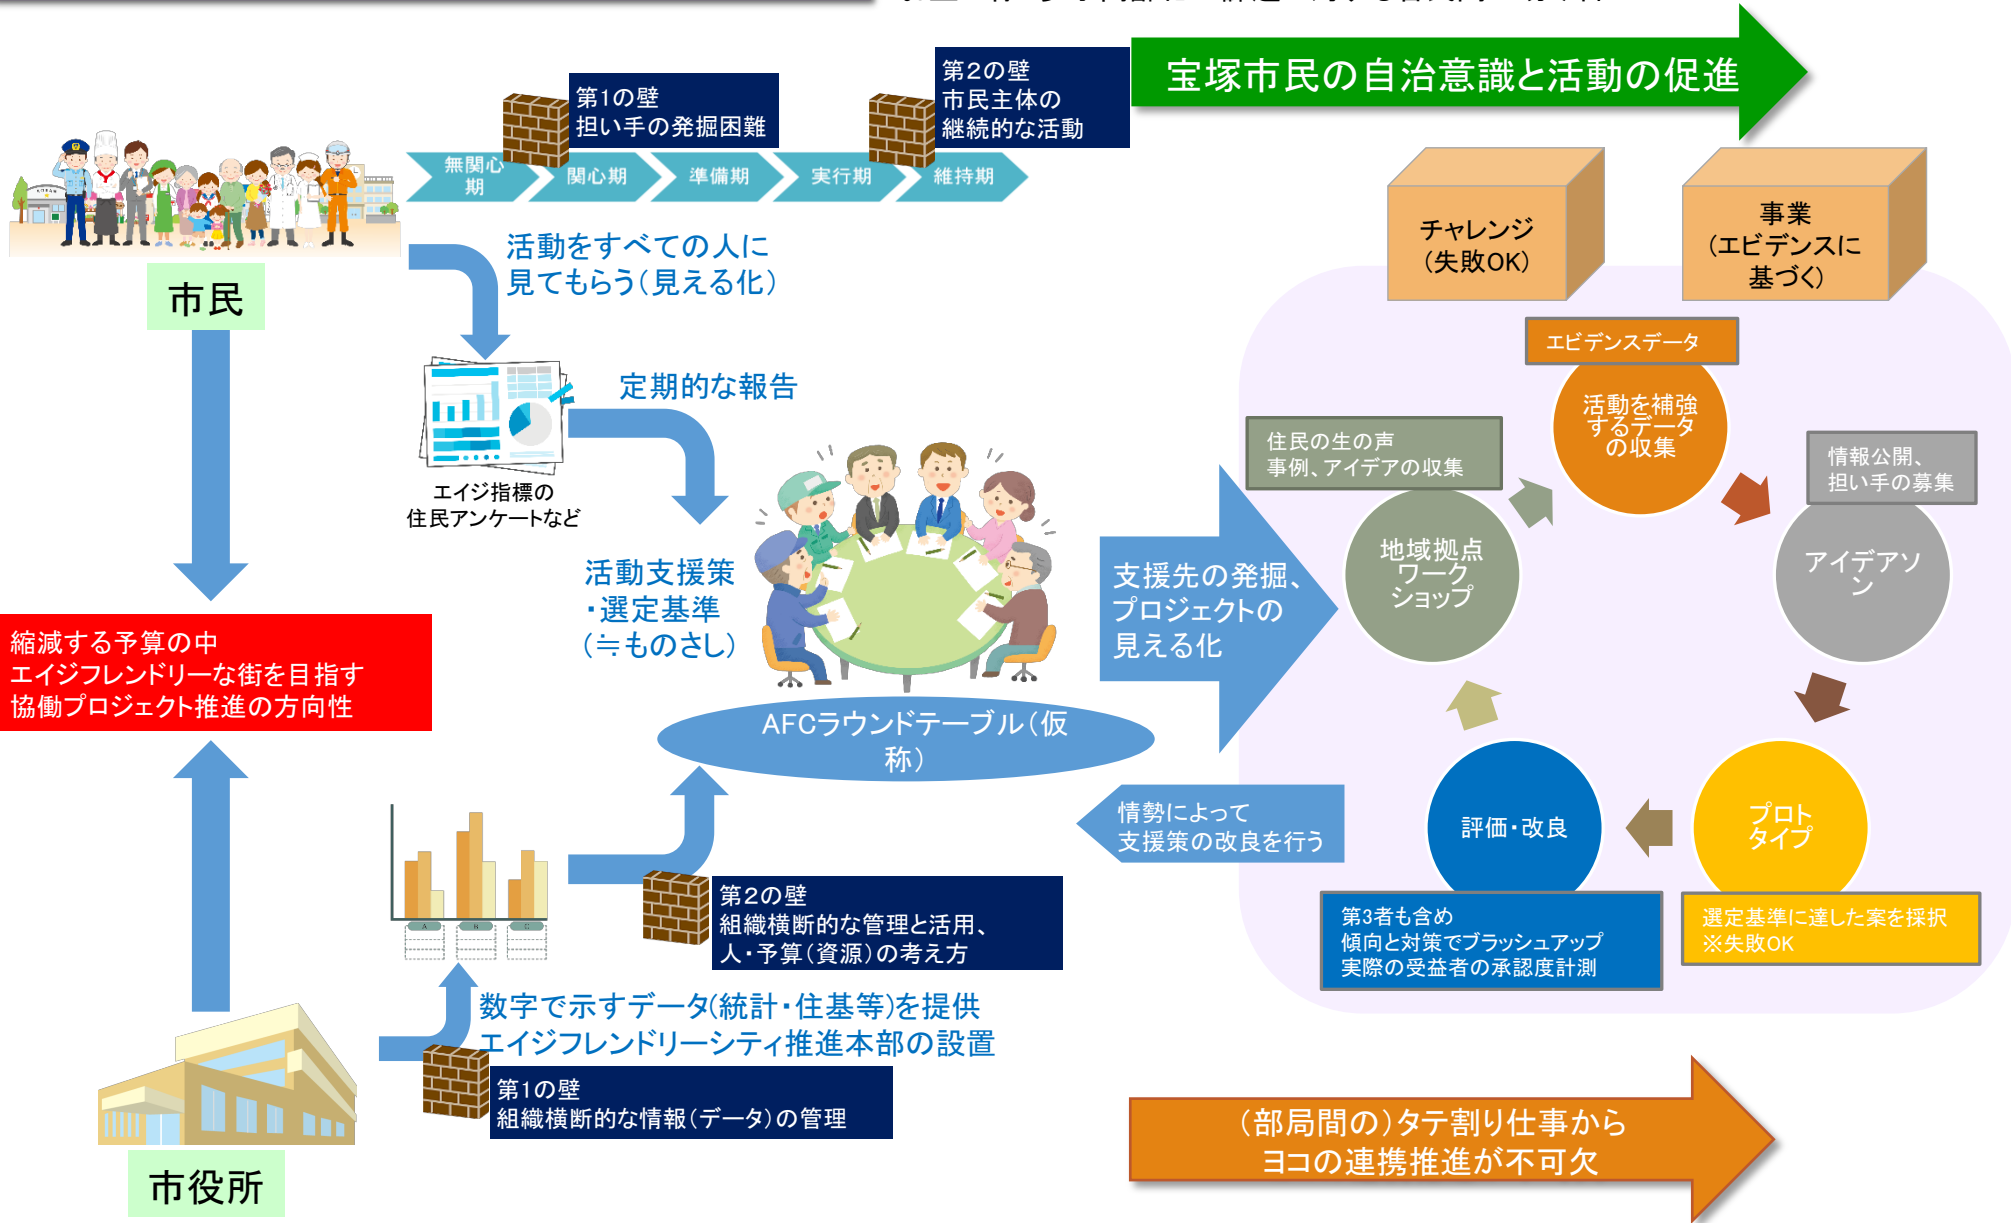 宝塚市民の自治意識と活動の促進
第1の壁
担い手の発掘困難
第2の壁
市民主体の
継続的な活動
無関心
期
関心期
準備期
実行期
維持期
市民
活動をすべての人に
見てもらう（見える化）
エイジ指標の
住民アンケートなど
定期的な報告
活動支援策
・選定基準
（≒ものさし）
縮減する予算の中
エイジフレンドリーな街を目指す
協働プロジェクト推進の方向性
AFCラウンドテーブル（仮
称）
支援先の発掘、
プロジェクトの
見える化
情勢によって
支援策の改良を行う
チャレンジ
（失敗OK）
事業
（エビデンスに
基づく）
エビデンスデータ
活動を補強
するデータ
の収集
住民の生の声
事例、アイデアの収集
地域拠点
ワーク
ショップ
情報公開、
担い手の募集
アイデアソ
ン
プロト
タイプ
選定基準に達した案を採択
※失敗OK
評価・改良
第3者も含め
傾向と対策でブラッシュアップ
実際の受益者の承認度計測
A
B
C
第2の壁
組織横断的な管理と活用、
人・予算（資源）の考え方
数字で示すデータ(統計・住基等)を提供
エイジフレンドリーシティ推進本部の設置
第1の壁
組織横断的な情報（データ）の管理
市役所
（部局間の）タテ割り仕事から
ヨコの連携推進が不可欠